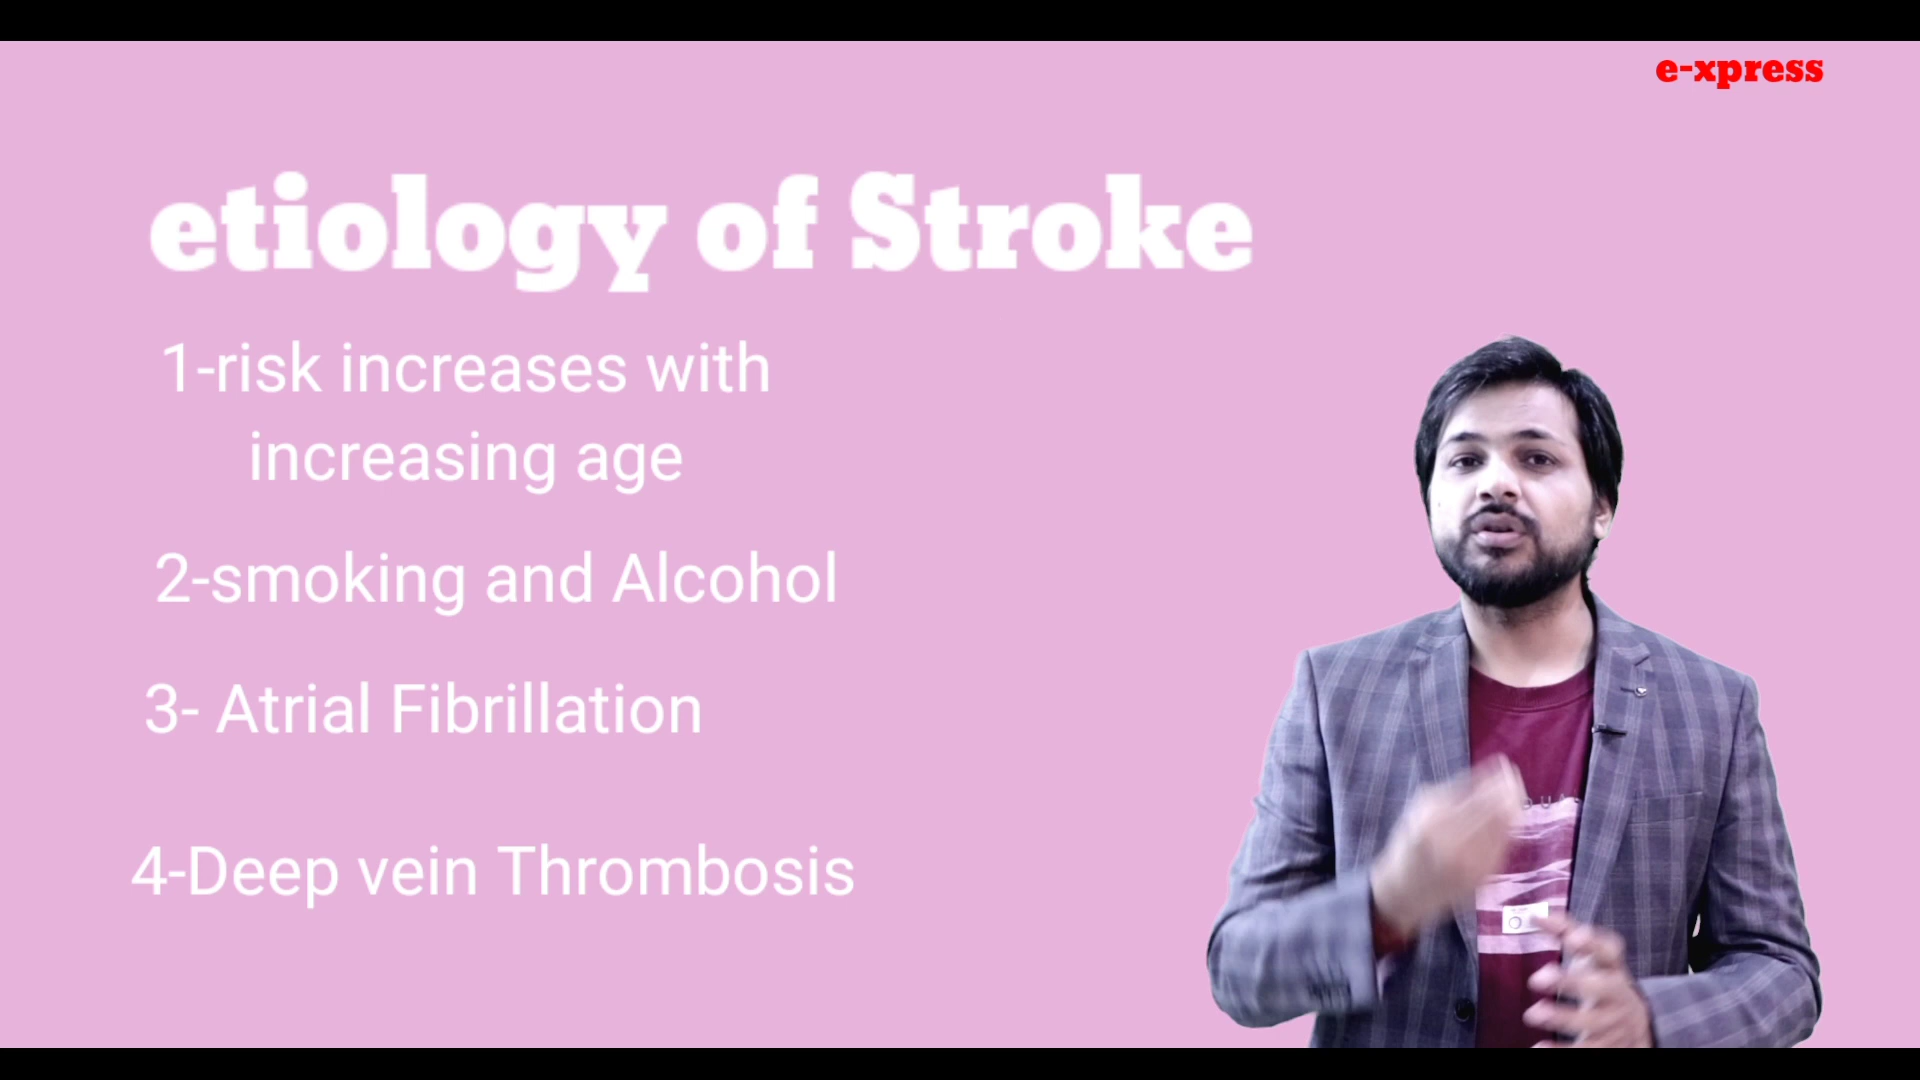 e-xpress
etiology of Stroke
1-risk increases with
increasing age
2-smoking and Alcohol
3- Atrial Fibrillation
4-Deep vein Thrombosis